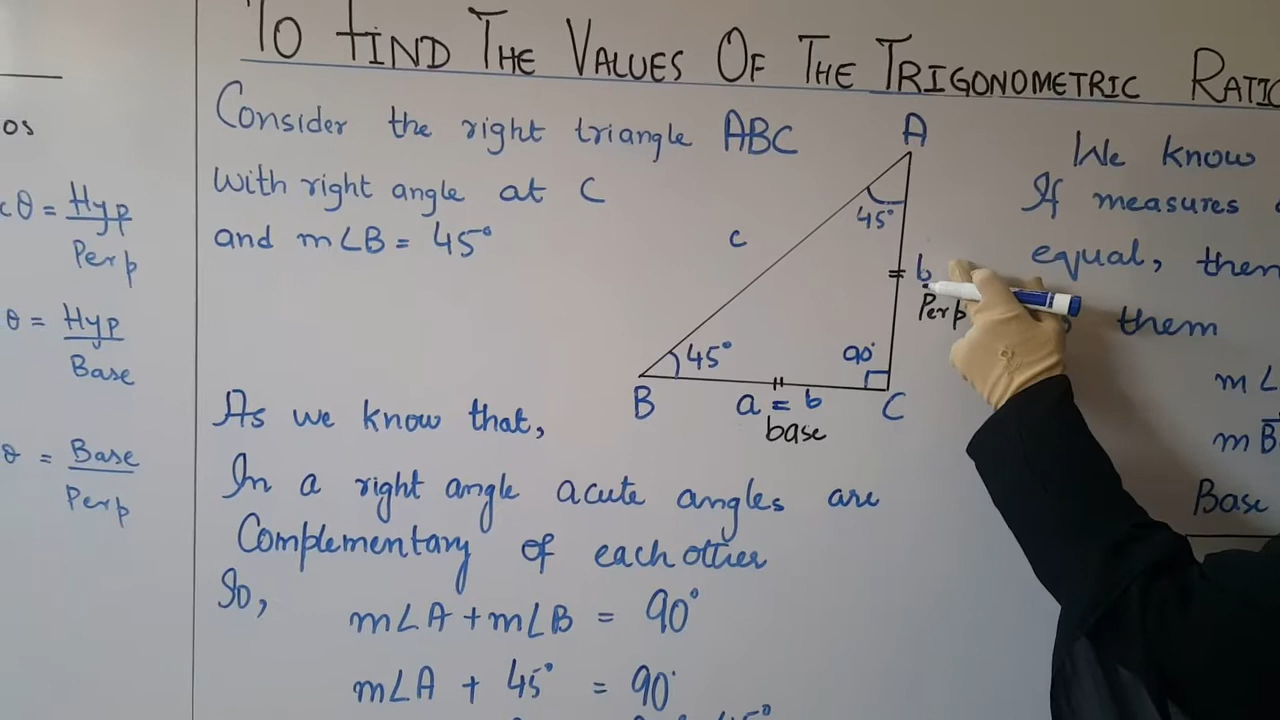 TO FIND THE VALUES OF THE TRIGONOMETRIC RATIO
os
cθ = Hyp
Perp
θ = Hyp
Base
θ = Base
Perp
Consider the right triangle ABC
with right angle at C
and m∠B = 45°
As we know that,
In a right angle acute angles are
Complementary of each other
So,
m∠A + m∠B = 90°
m∠A + 45° = 90°
45°
A
45°
c
b
Perp
45°
90°
B
a = b
C
base
We know
If measures
equal, then
them
m∠
mB
Base